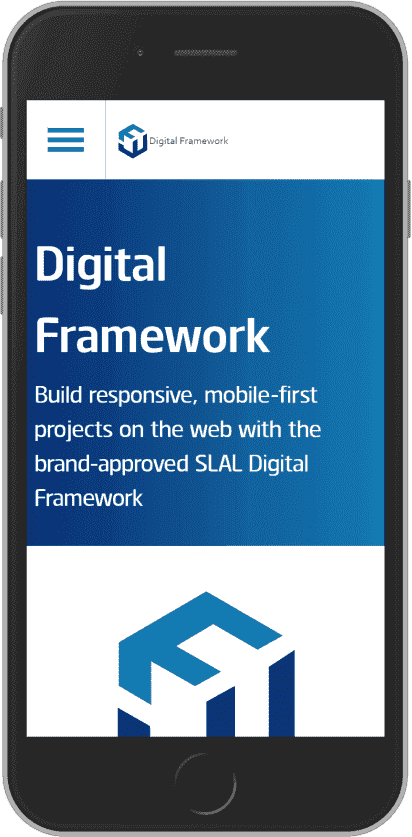 Digital Framework
Digital
Framework
Build responsive, mobile-first
projects on the web with the
brand-approved SLAL Digital
Framework